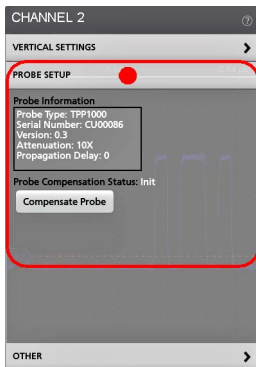 CHANNEL 2
VERTICAL SETTINGS
PROBE SETUP
Probe Information
Probe Type: TPP1000
Serial Number: CU00086
Version: 0.3
Attenuation: 10X
Propagation Delay: 0
Probe Compensation Status: Init
Compensate Probe
OTHER